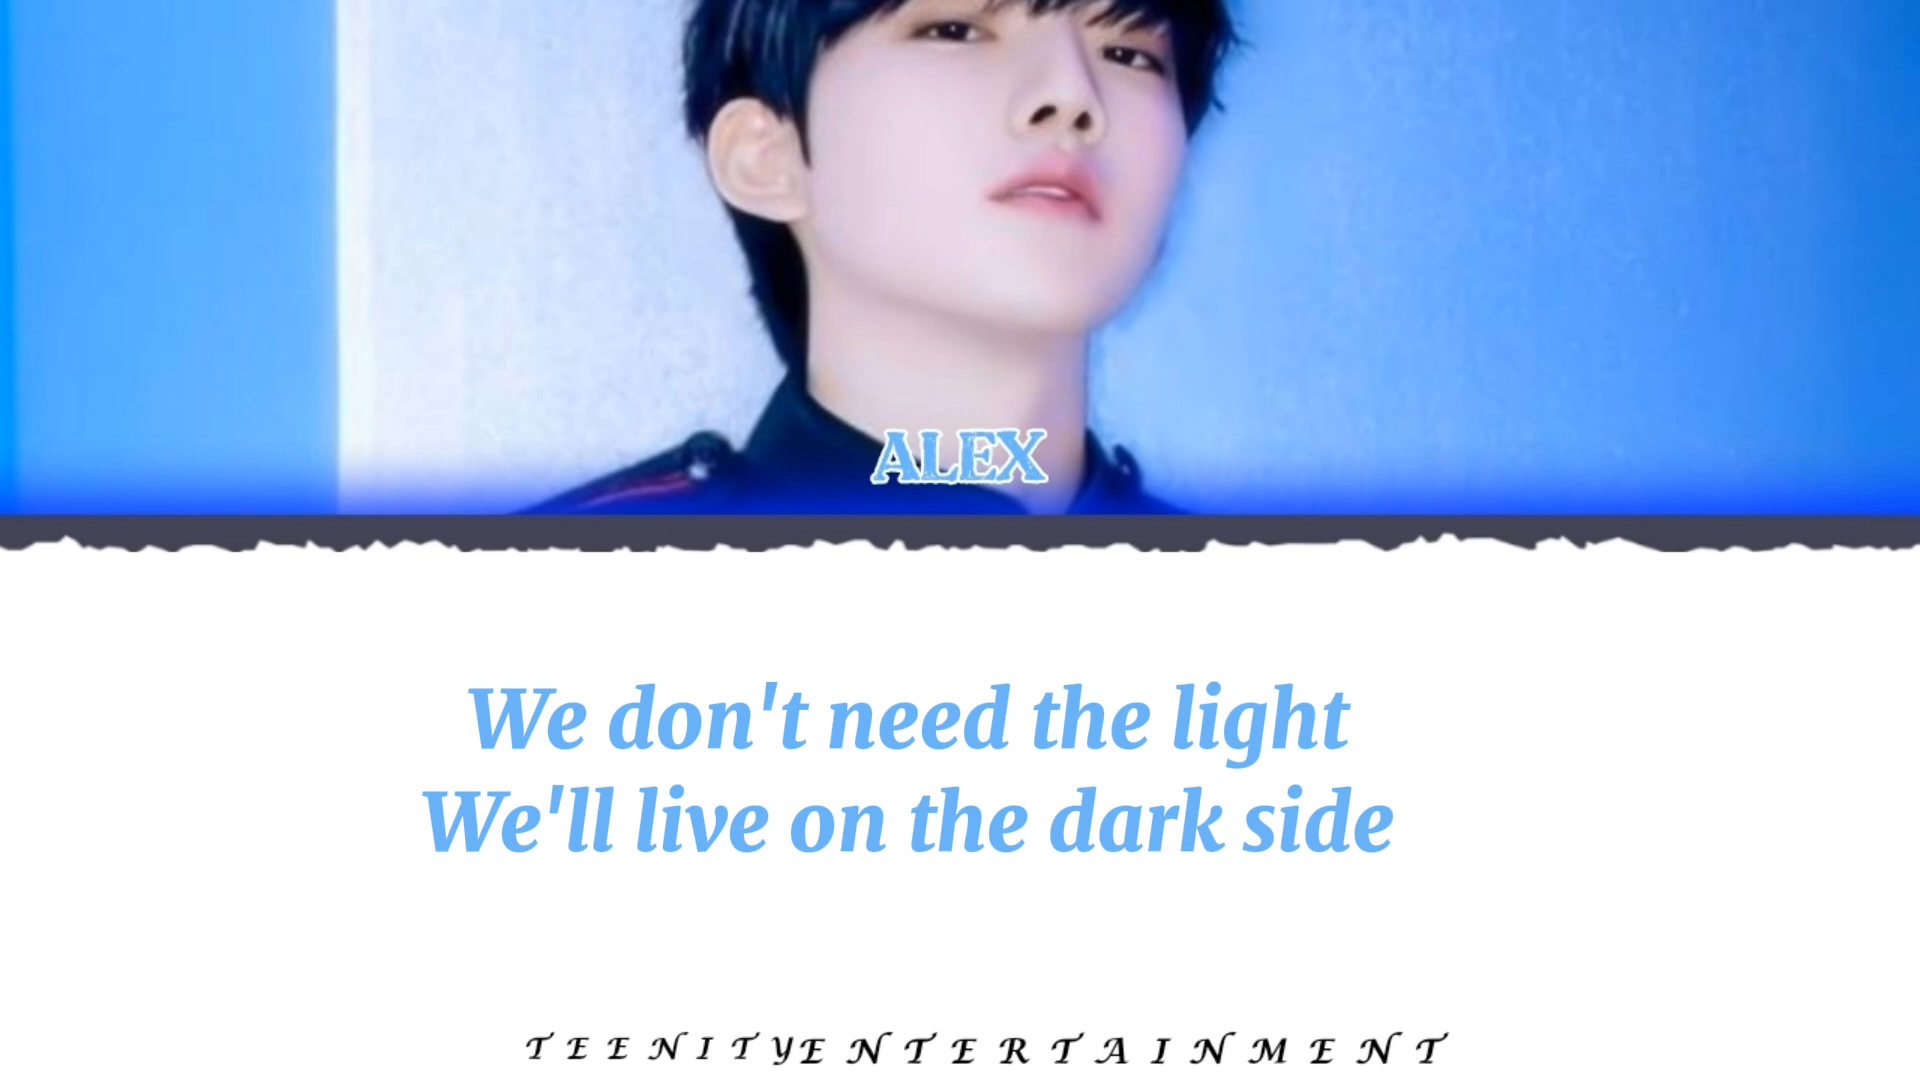 ALEX
We don't need the light
We'll live on the dark side
TEENITYENTERTAINMENT